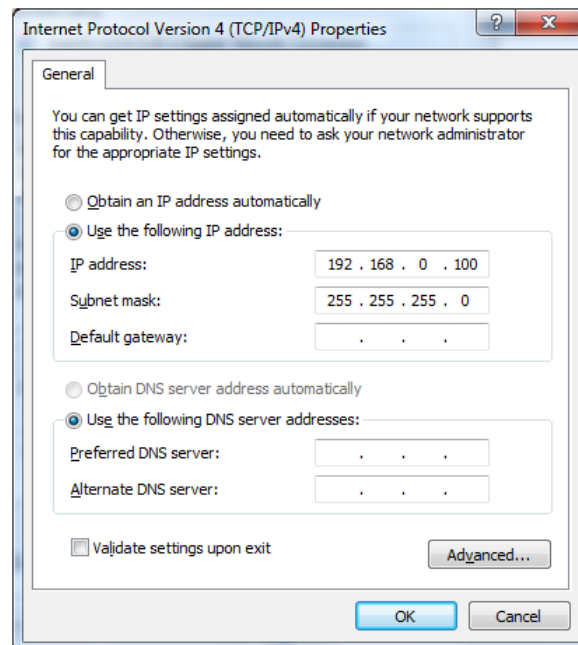 Internet Protocol Version 4 (TCP/IPv4) Properties
General
You can get IP settings assigned automatically if your network supports
this capability. Otherwise, you need to ask your network administrator
for the appropriate IP settings.
Obtain an IP address automatically
Use the following IP address:
IP address: 192 . 168 . 0 . 100
Subnet mask: 255 . 255 . 255 . 0
Default gateway: . . .
Obtain DNS server address automatically
Use the following DNS server addresses:
Preferred DNS server: . . .
Alternate DNS server: . . .
Validate settings upon exit
Advanced...
OK Cancel